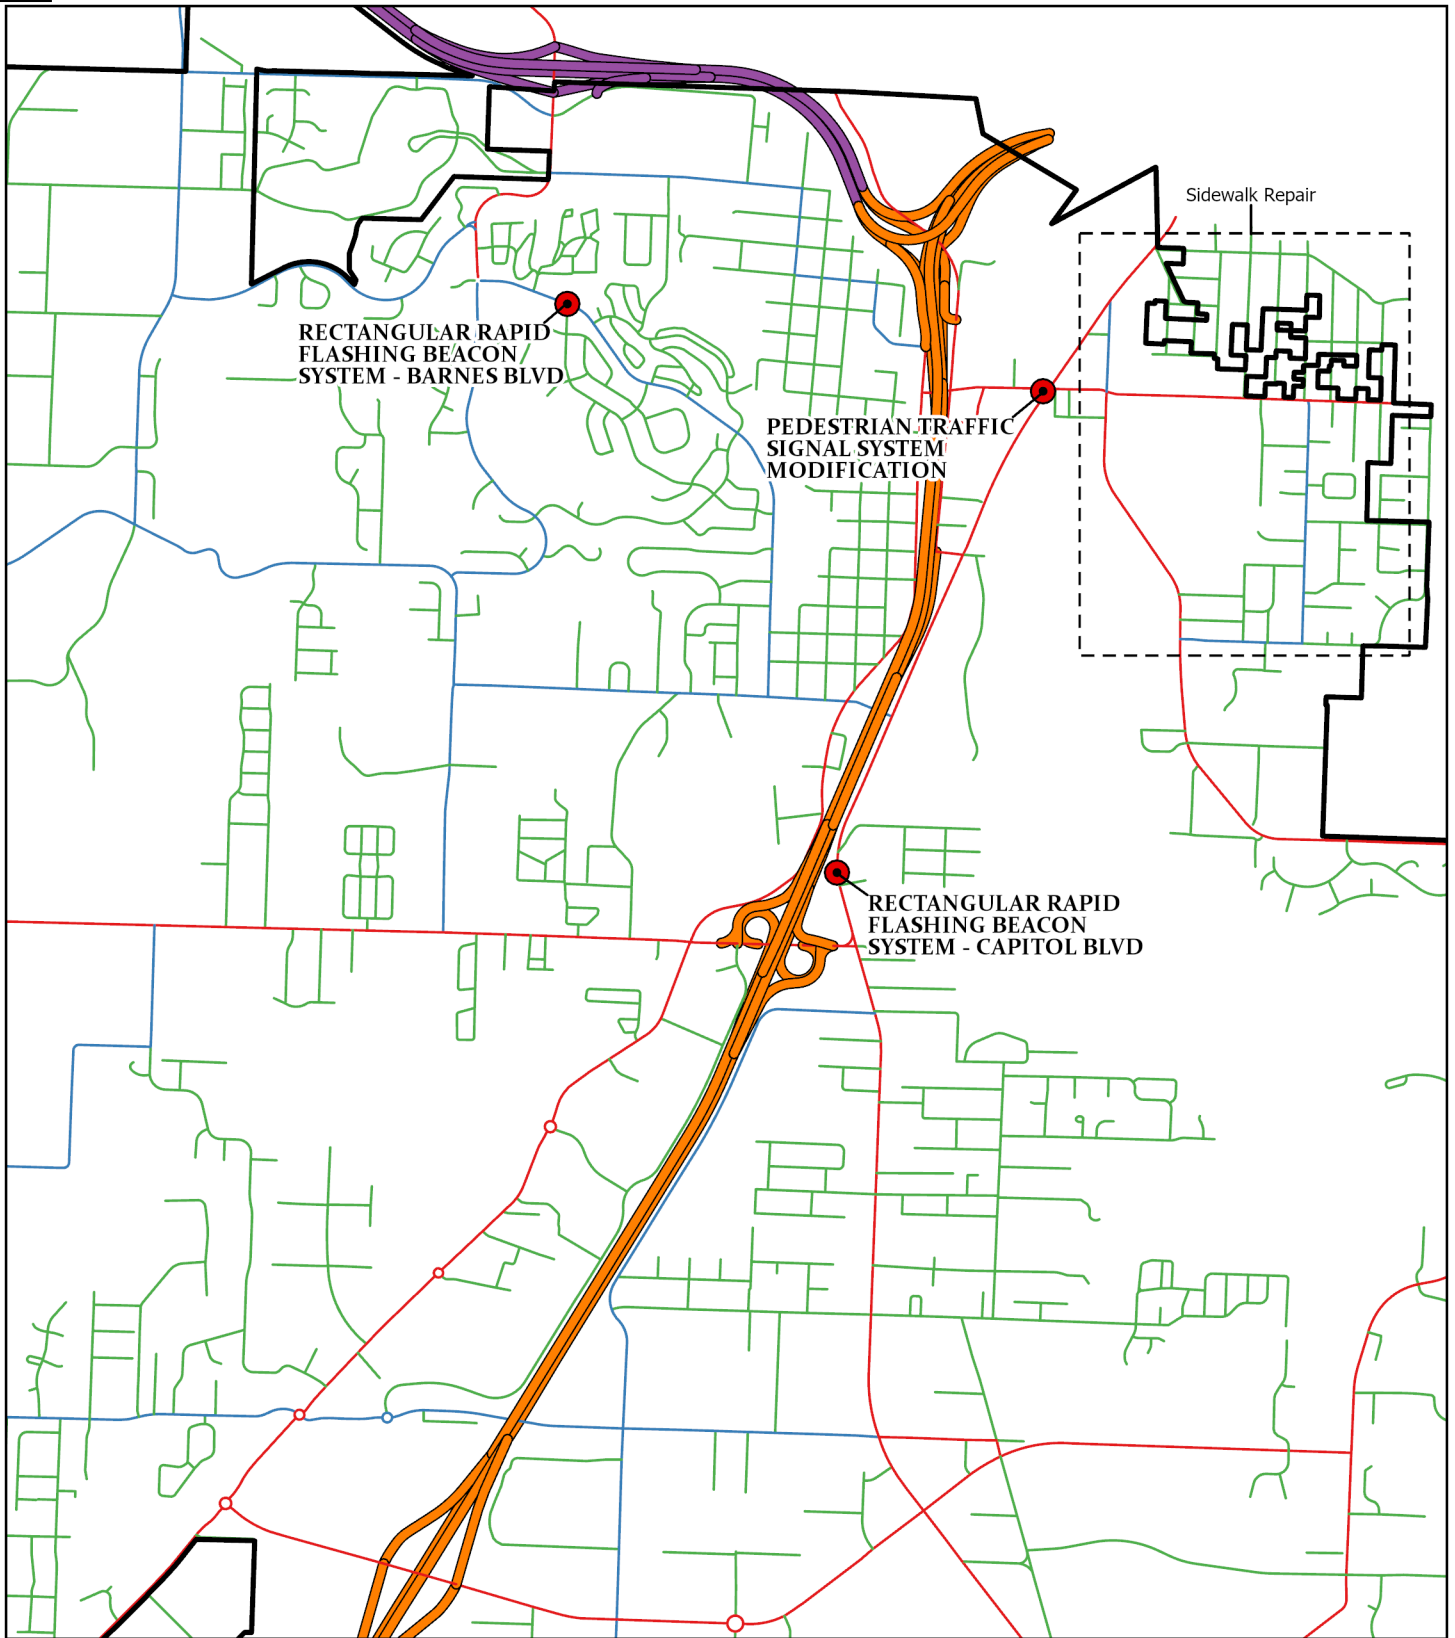 Sidewalk Repair
RECTANGULAR RAPID
FLASHING BEACON
SYSTEM - BARNES BLVD
PEDESTRIAN TRAFFIC
SIGNAL SYSTEM
MODIFICATION
RECTANGULAR RAPID
FLASHING BEACON
SYSTEM - CAPITOL BLVD